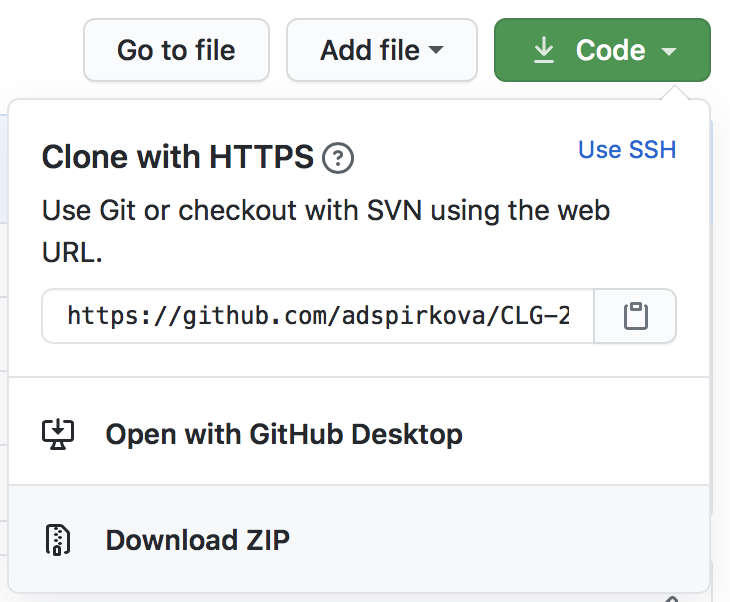 Go to file
Add file
Code
Clone with HTTPS ?
Use SSH
Use Git or checkout with SVN using the web
URL.
https://github.com/adspirkova/CLG-2
Open with GitHub Desktop
Download ZIP